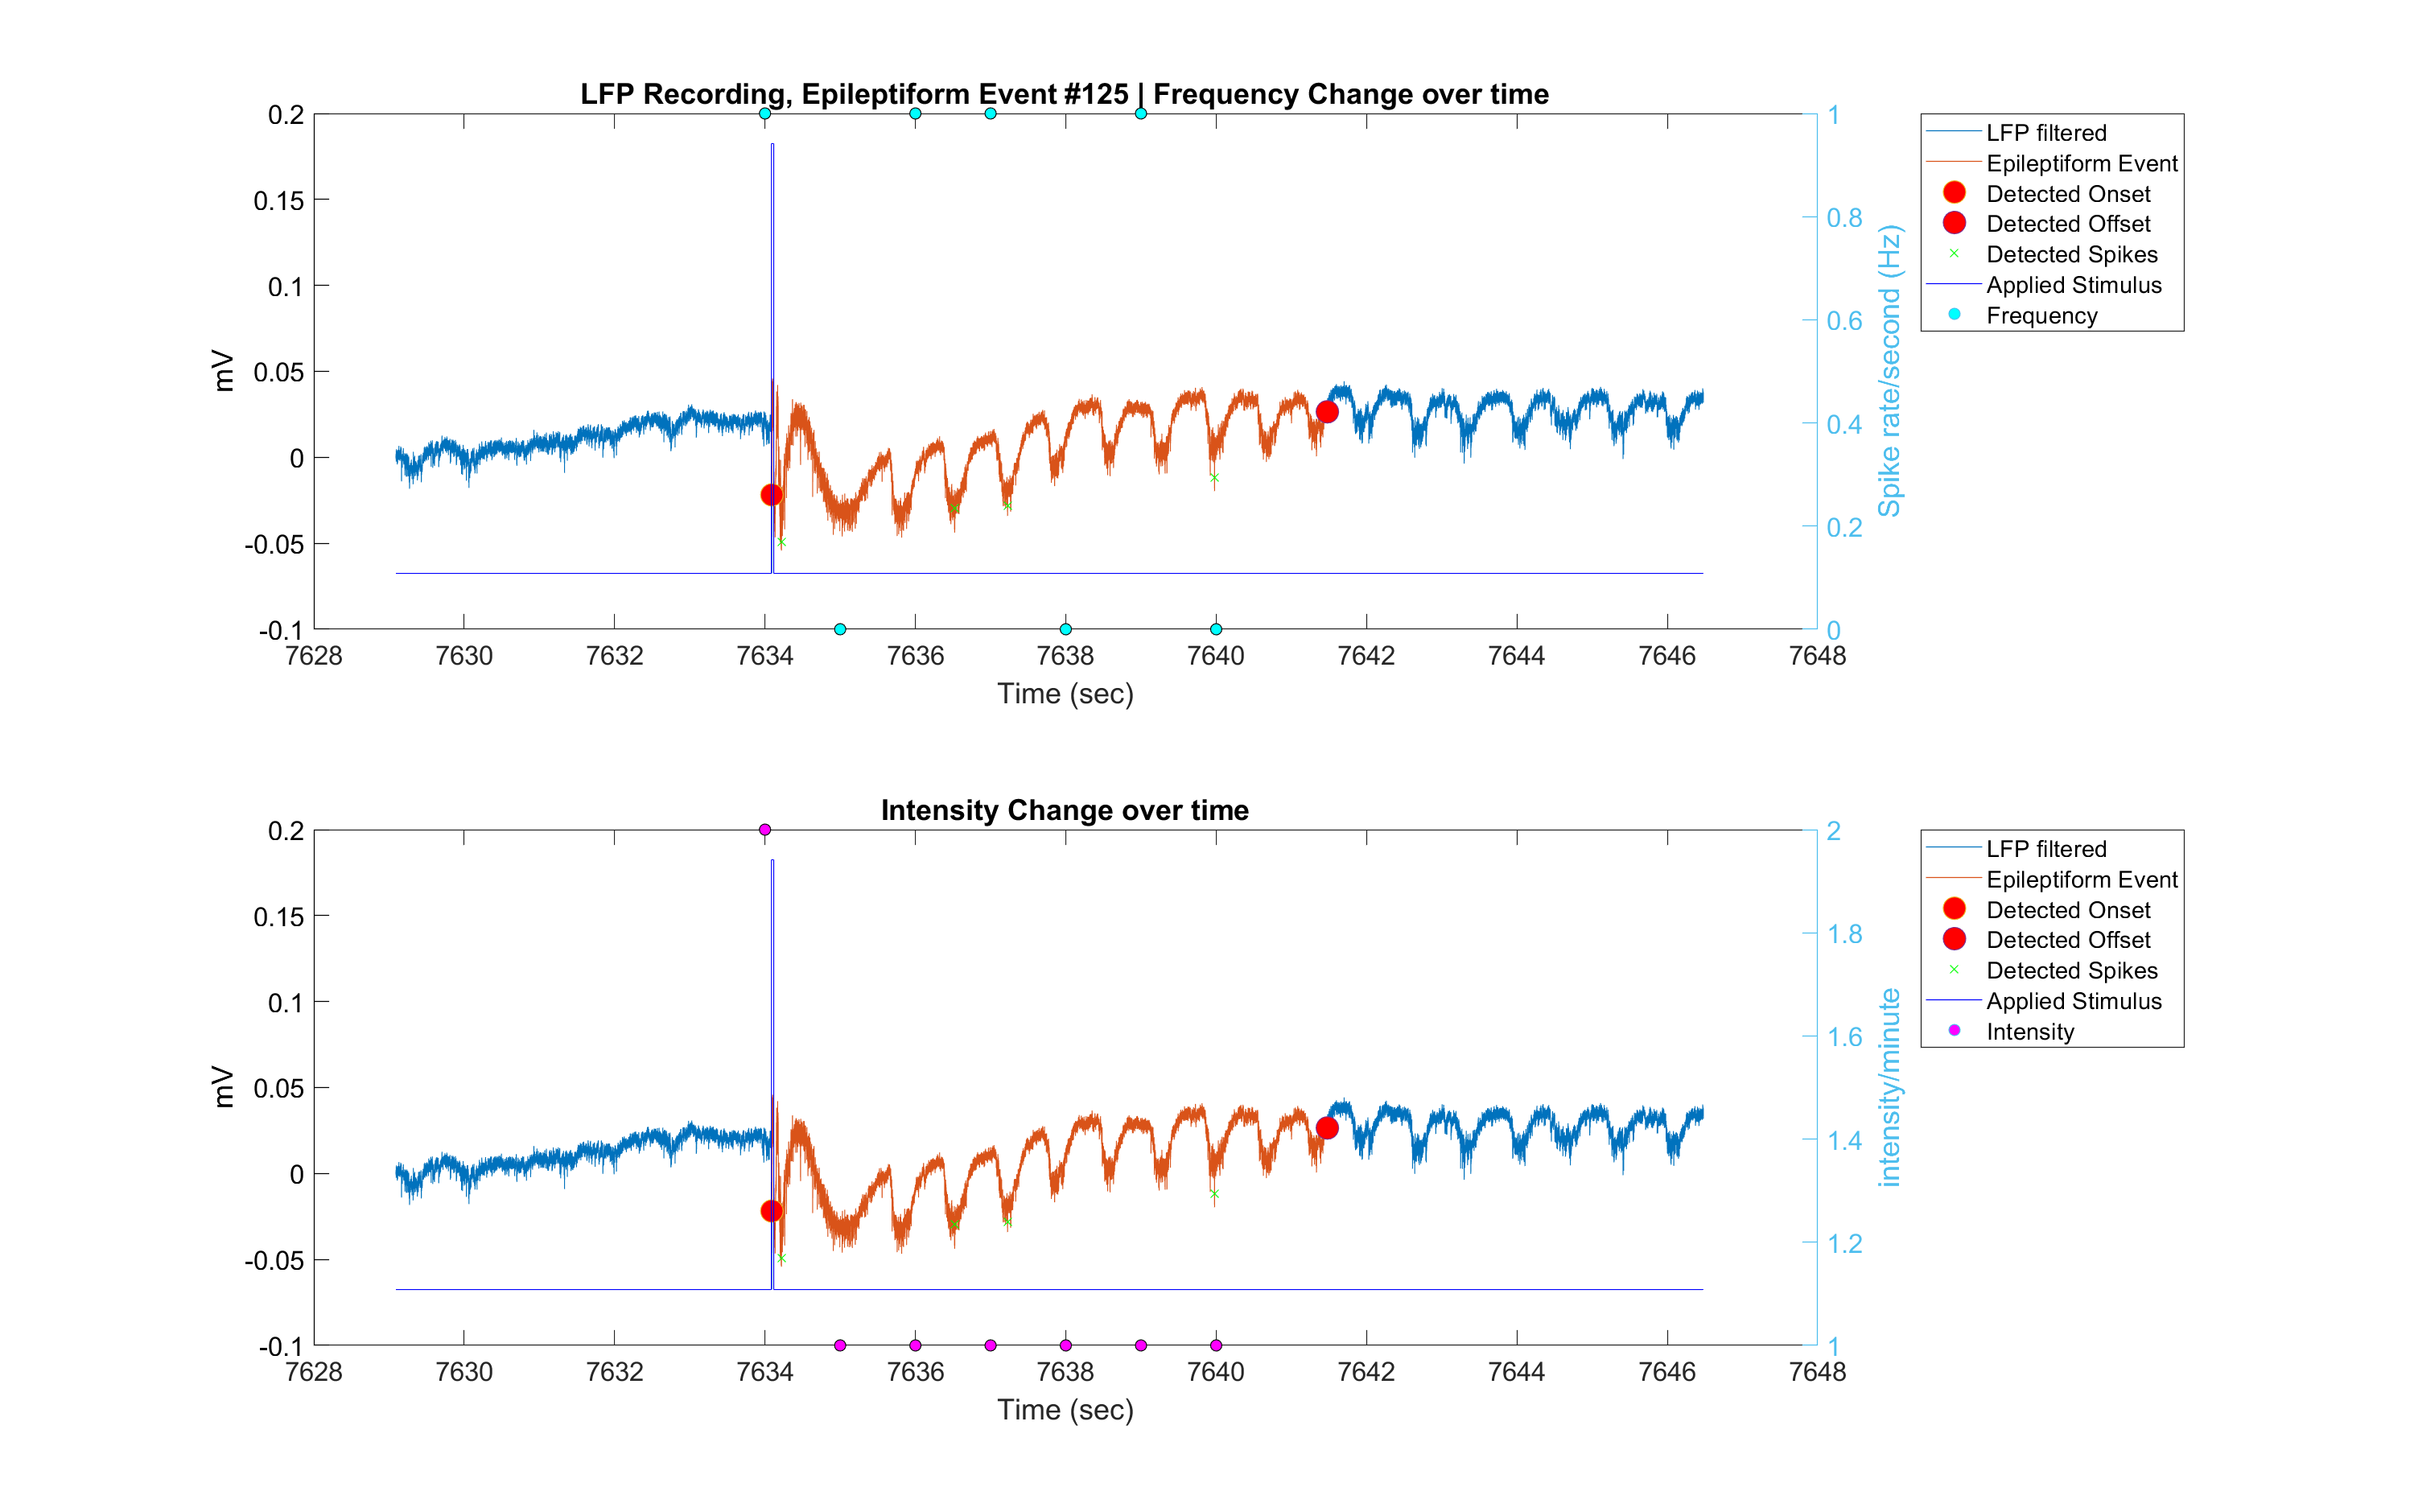 LFP Recording, Epileptiform Event #125 | Frequency Change over time
0.2
0.15
0.1
0.05
0
-0.05
-0.1
mV
7628 7630 7632 7634 7636 7638 7640 7642 7644 7646 7648
Time (sec)
1
0.8
0.6
0.4
0.2
0
Spike rate/second (Hz)
LFP filtered
Epileptiform Event
Detected Onset
Detected Offset
Detected Spikes
Applied Stimulus
Frequency
Intensity Change over time
0.2
0.15
0.1
0.05
0
-0.05
-0.1
mV
7628 7630 7632 7634 7636 7638 7640 7642 7644 7646 7648
Time (sec)
2
1.8
1.6
1.4
1.2
1
intensity/minute
LFP filtered
Epileptiform Event
Detected Onset
Detected Offset
Detected Spikes
Applied Stimulus
Intensity